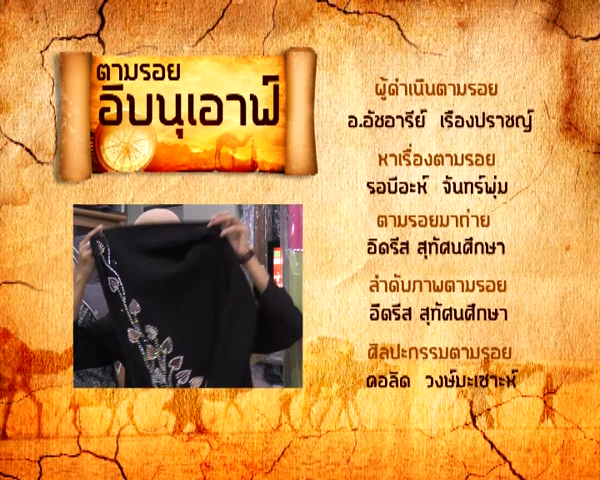 ตามรอย
อิบนุเอาฟ์
ผู้ดำเนินตามรอย
อ.อัชอารีย์ เรืองปราชญ์
หาเรื่องตามรอย
รอบีอะห์ จันทร์พุ่ม
ตามรอยมาถ่าย
อิดรีส สุทัศนศึกษา
ลำดับภาพตามรอย
อิดรีส สุทัศนศึกษา
ศิลปะกรรมตามรอย
คอลิด วงษ์มะเซาะห์